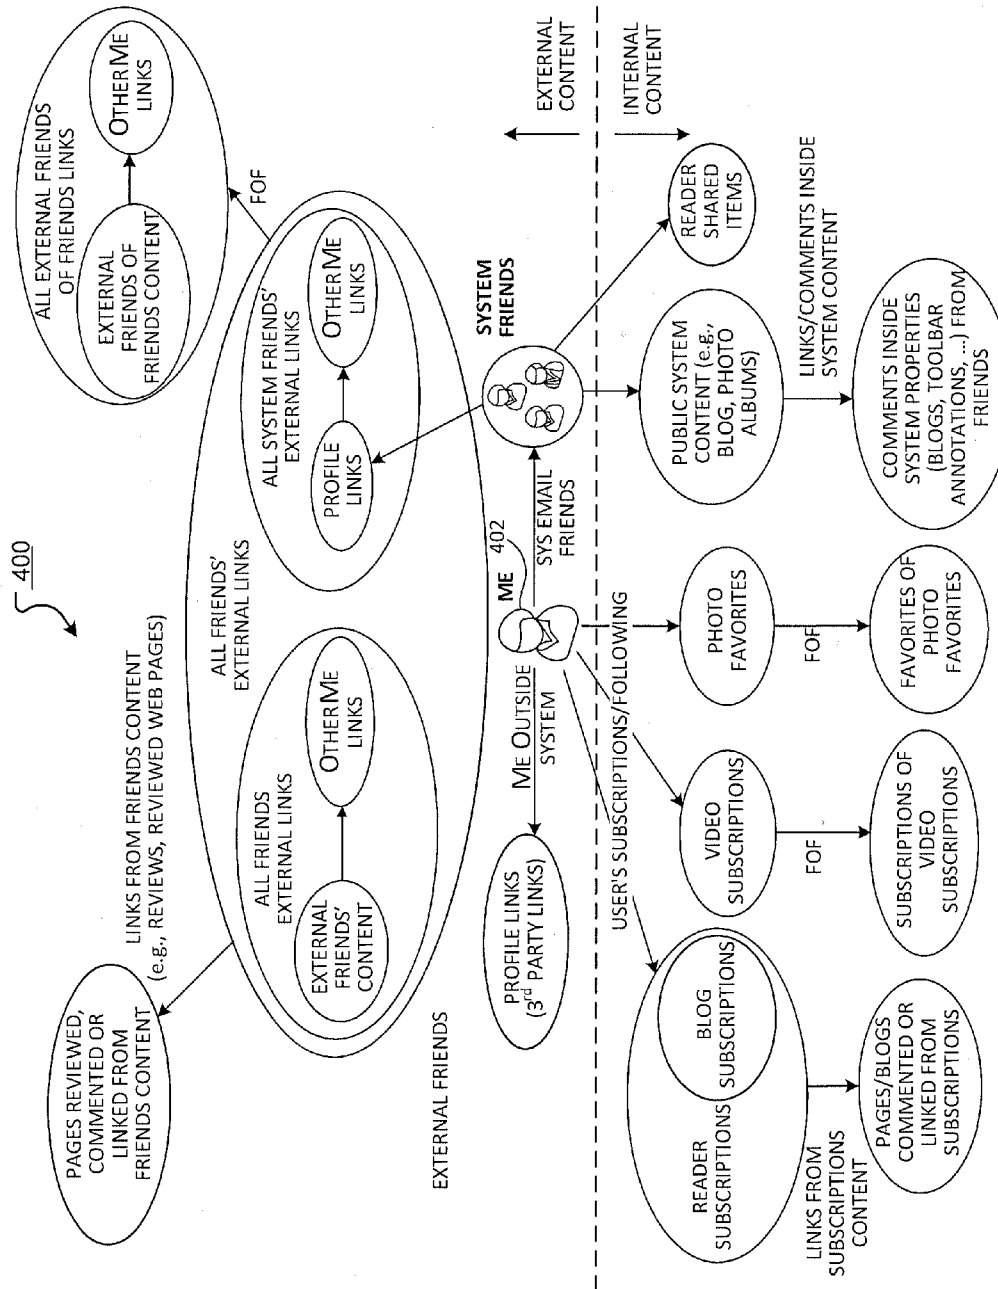 400
LINKS FROM FRIENDS CONTENT
(e.g., REVIEWS, REVIEWED WEB PAGES)
PAGES REVIEWED,
COMMENTED OR
LINKED FROM
FRIENDS CONTENT
ALL EXTERNAL FRIENDS
OF FRIENDS LINKS
EXTERNAL
FRIENDS OF
FRIENDS CONTENT
OTHERME
LINKS
FOF
ALL FRIENDS'
EXTERNAL LINKS
ALL FRIENDS
EXTERNAL LINKS
EXTERNAL
FRIENDS'
CONTENT
OTHERME
LINKS
ALL SYSTEM FRIENDS'
EXTERNAL LINKS
PROFILE
LINKS
OTHERME
LINKS
EXTERNAL FRIENDS
PROFILE LINKS
(3rd PARTY LINKS)
ME OUTSIDE
SYSTEM
ME
402
SYS EMAIL
FRIENDS
SYSTEM
FRIENDS
EXTERNAL
CONTENT
INTERNAL
CONTENT
USER'S SUBSCRIPTIONS/FOLLOWING
READER
SUBSCRIPTIONS
BLOG
SUBSCRIPTIONS
VIDEO
SUBSCRIPTIONS
PHOTO
FAVORITES
PUBLIC SYSTEM
CONTENT (e.g.,
BLOG, PHOTO
ALBUMS)
READER
SHARED
ITEMS
LINKS FROM
SUBSCRIPTIONS
CONTENT
FOF
FOF
LINKS/COMMENTS INSIDE
SYSTEM CONTENT
PAGES/BLOGS
COMMENTED OR
LINKED FROM
SUBSCRIPTIONS
SUBSCRIPTIONS OF
VIDEO
SUBSCRIPTIONS
FAVORITES OF
PHOTO
FAVORITES
COMMENTS INSIDE
SYSTEM PROPERTIES
(BLOGS, TOOLBAR
ANNOTATIONS, ...) FROM
FRIENDS